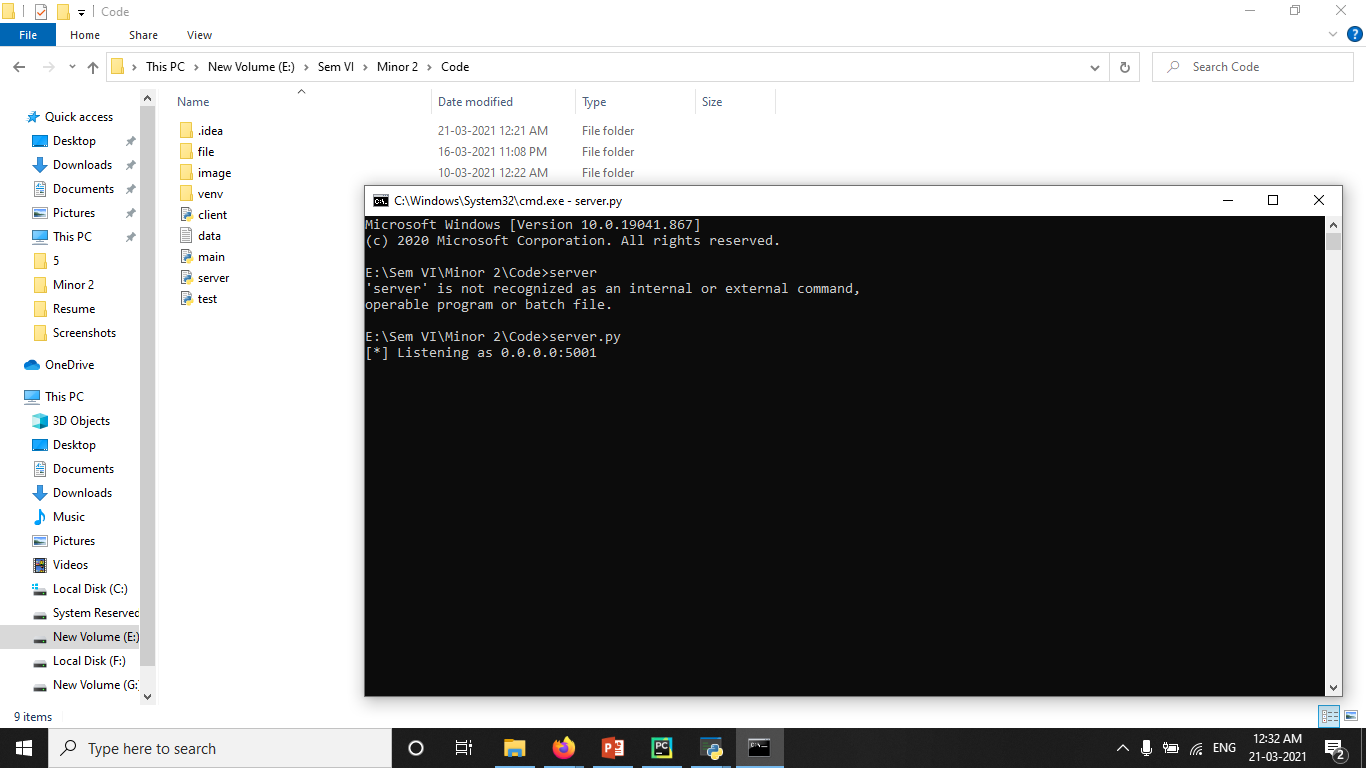 Code
File Home Share View
This PC New Volume (E:) Sem VI Minor 2 Code
Search Code
Name Date modified Type Size
.idea 21-03-2021 12:21 AM File folder
file 16-03-2021 11:08 PM File folder
image 10-03-2021 12:22 AM File folder
venv
client
data
main
server
test
Quick access
Desktop
Downloads
Documents
Pictures
This PC
5
Minor 2
Resume
Screenshots
OneDrive
This PC
3D Objects
Desktop
Documents
Downloads
Music
Pictures
Videos
Local Disk (C:)
System Reserved
New Volume (E:)
Local Disk (F:)
New Volume (G:
C:\Windows\System32\cmd.exe - server.py
Microsoft Windows [Version 10.0.19041.867]
(c) 2020 Microsoft Corporation. All rights reserved.
E:\Sem VI\Minor 2\Code>server
'server' is not recognized as an internal or external command,
operable program or batch file.
E:\Sem VI\Minor 2\Code>server.py
[*] Listening as 0.0.0.0:5001
9 items
Type here to search
ENG
12:32 AM
21-03-2021
2